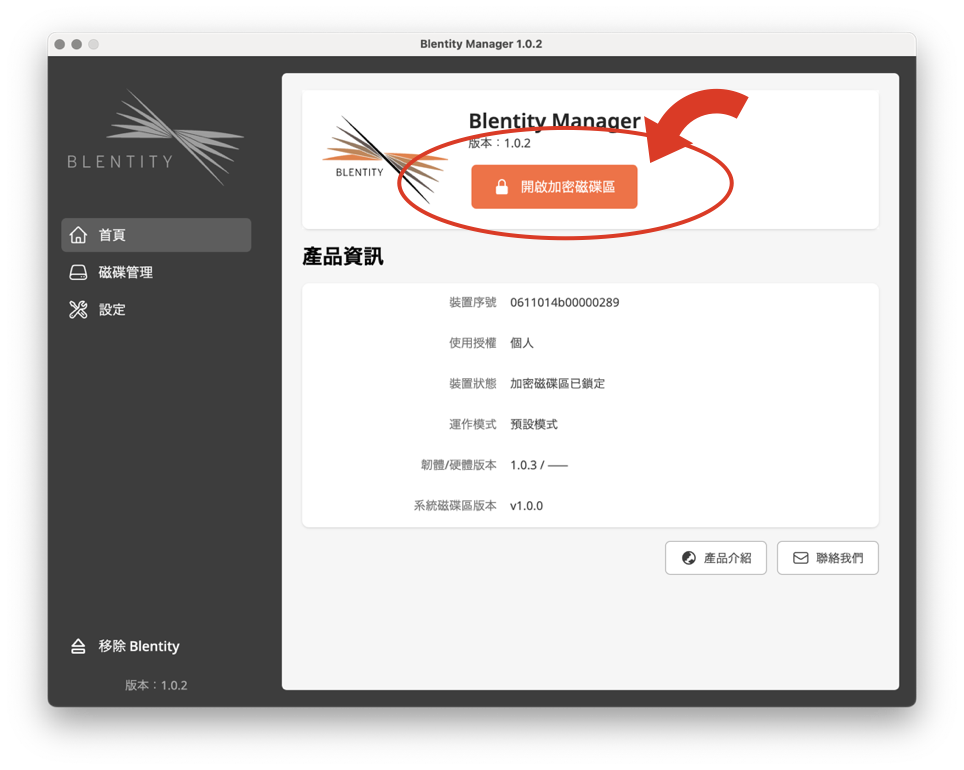 Blentity Manager 1.0.2
BLENTITY
首頁
磁碟管理
設定
移除 Blentity
版本：1.0.2
BLENTITY
Blentity Manager
版本：1.0.2
開啟加密磁碟區
產品資訊
裝置序號 0611014b00000289
使用授權 個人
裝置狀態 加密磁碟區已鎖定
運作模式 預設模式
韌體/硬體版本 1.0.3 / ——
系統磁碟區版本 v1.0.0
產品介紹
聯絡我們